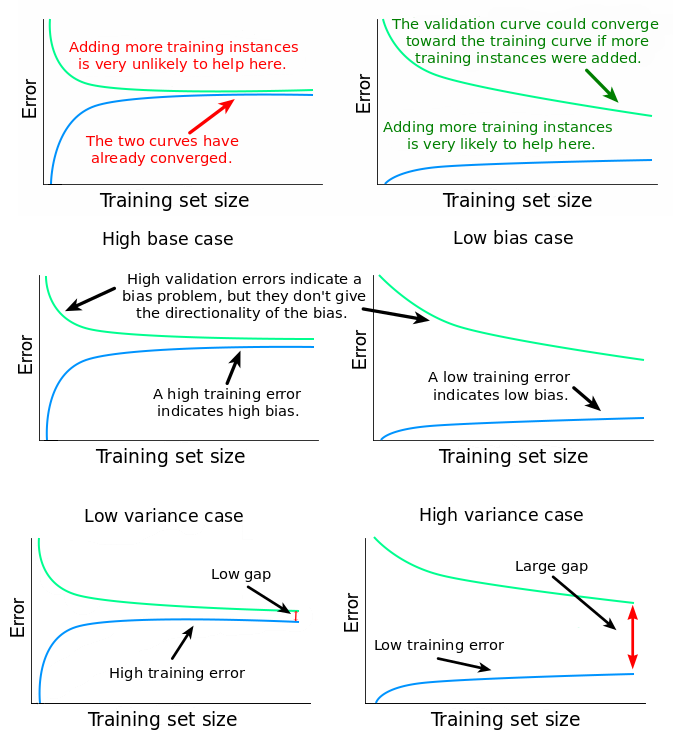 Adding more training instances
is very unlikely to help here.
The two curves have
already converged.
Error
Training set size
The validation curve could converge
toward the training curve if more
training instances were added.
Adding more training instances
is very likely to help here.
Error
Training set size
High base case
High validation errors indicate a
bias problem, but they don't give
the directionality of the bias.
A high training error
indicates high bias.
Error
Training set size
Low bias case
A low training error
indicates low bias.
Error
Training set size
Low variance case
Low gap
High training error
Error
Training set size
High variance case
Large gap
Low training error
Error
Training set size